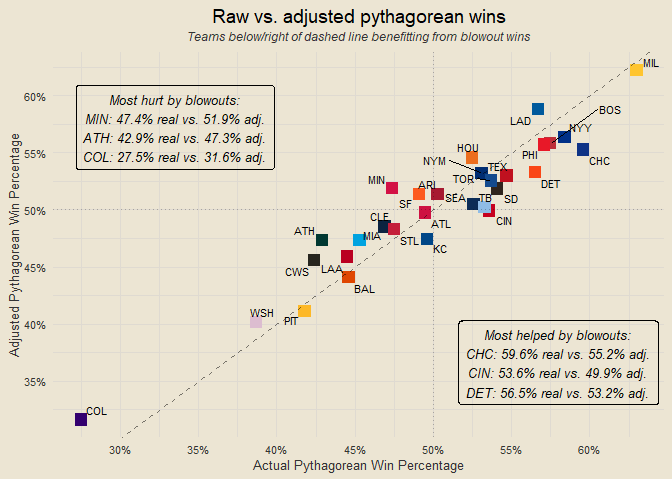 Raw vs. adjusted pythagorean wins
Teams below/right of dashed line benefitting from blowout wins
Adjusted Pythagorean Win Percentage
60%
55%
50%
45%
40%
35%
Most hurt by blowouts:
MIN: 47.4% real vs. 51.9% adj.
ATH: 42.9% real vs. 47.3% adj.
COL: 27.5% real vs. 31.6% adj.
MIL
BOS
LAD
NYY
HOU
PHI
CHC
NYM
TEX
TOR
DET
MIN
ARI
SF
SEA
TB
SD
CLE
ATL
CIN
ATH
MIA
STL
KC
CWS
LAA
BAL
WSH
PIT
COL
Most helped by blowouts:
CHC: 59.6% real vs. 55.2% adj.
CIN: 53.6% real vs. 49.9% adj.
DET: 56.5% real vs. 53.2% adj.
30%
35%
40%
45%
50%
55%
60%
Actual Pythagorean Win Percentage